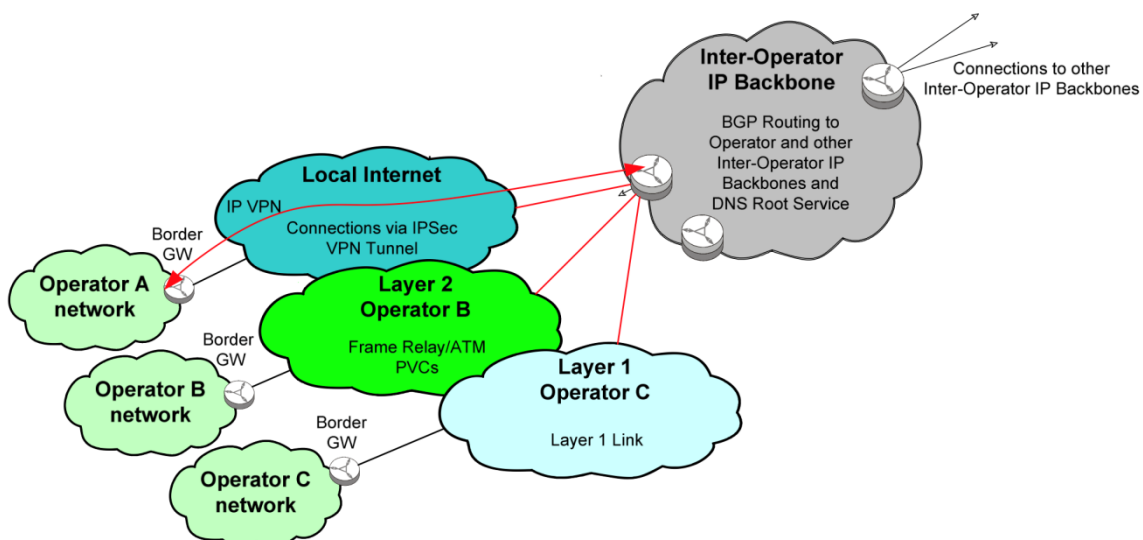 Inter-Operator
IP Backbone
BGP Routing to
Operator and other
Inter-Operator IP
Backbones and
DNS Root Service
Connections to other
Inter-Operator IP Backbones
Local Internet
IP VPN
Connections via IPSec
VPN Tunnel
Border
GW
Operator A
network
Layer 2
Operator B
Frame Relay/ATM
PVCs
Border
GW
Operator B
network
Layer 1
Operator C
Layer 1 Link
Border
GW
Operator C
network